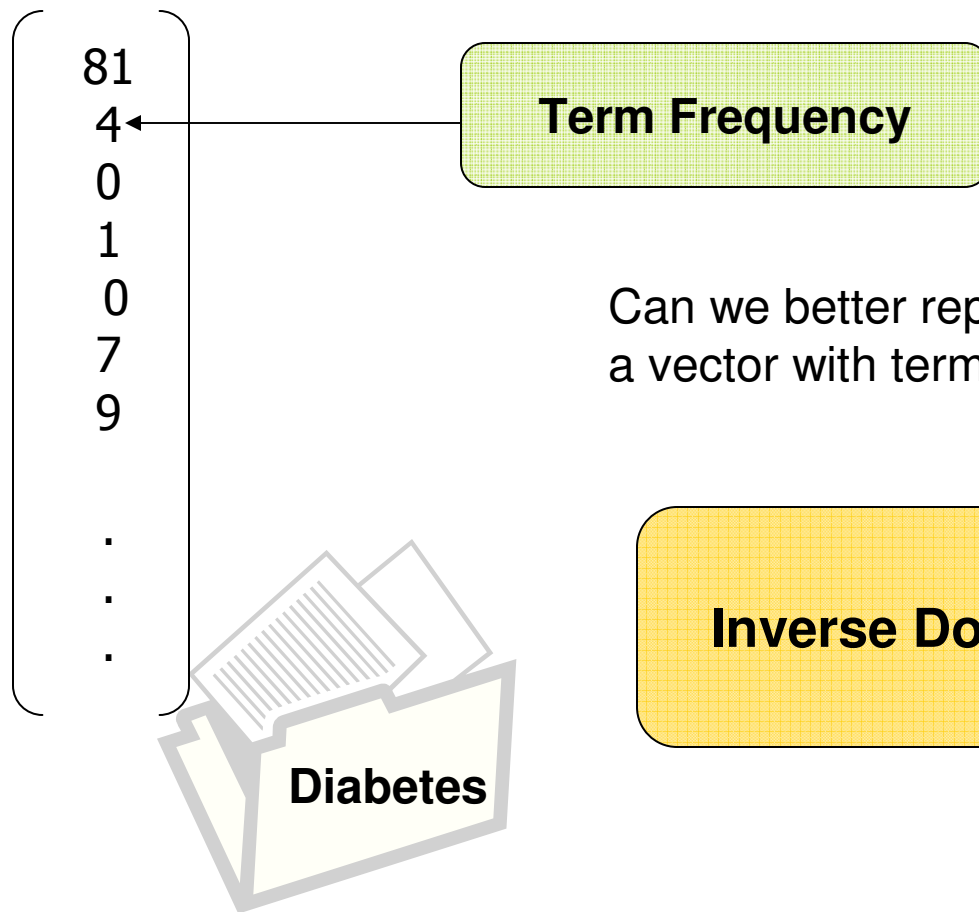 81
4
0
1
0
7
9
.
.
.
Term Frequency
Can we better rep
a vector with term
Inverse Do
Diabetes